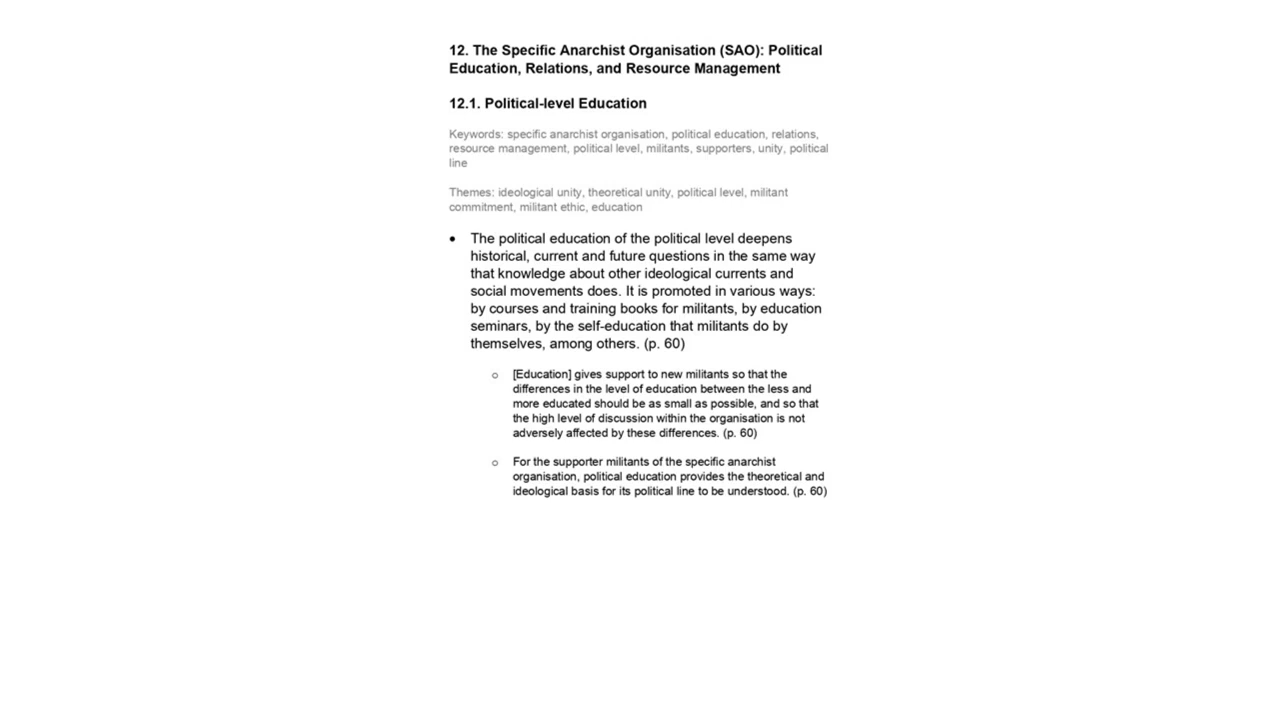 12. The Specific Anarchist Organisation (SAO): Political
Education, Relations, and Resource Management
12.1. Political-level Education
Keywords: specific anarchist organisation, political education, relations,
resource management, political level, militants, supporters, unity, political
line
Themes: ideological unity, theoretical unity, political level, militant
commitment, militant ethic, education
• The political education of the political level deepens
historical, current and future questions in the same way
that knowledge about other ideological currents and
social movements does. It is promoted in various ways:
by courses and training books for militants, by education
seminars, by the self-education that militants do by
themselves, among others. (p. 60)
o [Education] gives support to new militants so that the
differences in the level of education between the less and
more educated should be as small as possible, and so that
the high level of discussion within the organisation is not
adversely affected by these differences. (p. 60)
o For the supporter militants of the specific anarchist
organisation, political education provides the theoretical and
ideological basis for its political line to be understood. (p. 60)